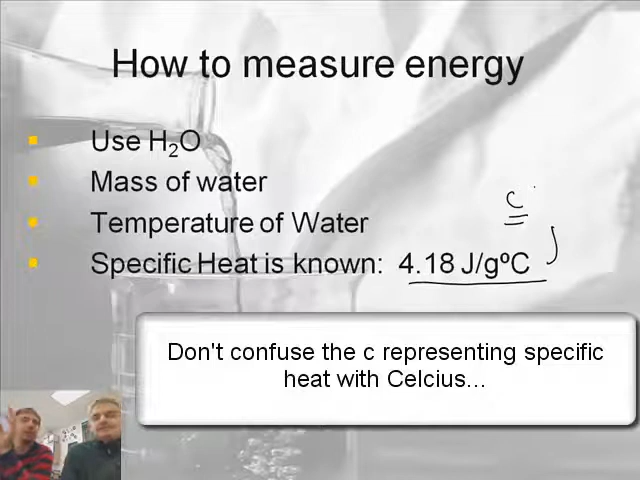 How to measure energy
Use H₂O
Mass of water
Temperature of Water
c
Specific Heat is known: 4.18 J/gºC
Don't confuse the c representing specific
heat with Celcius...